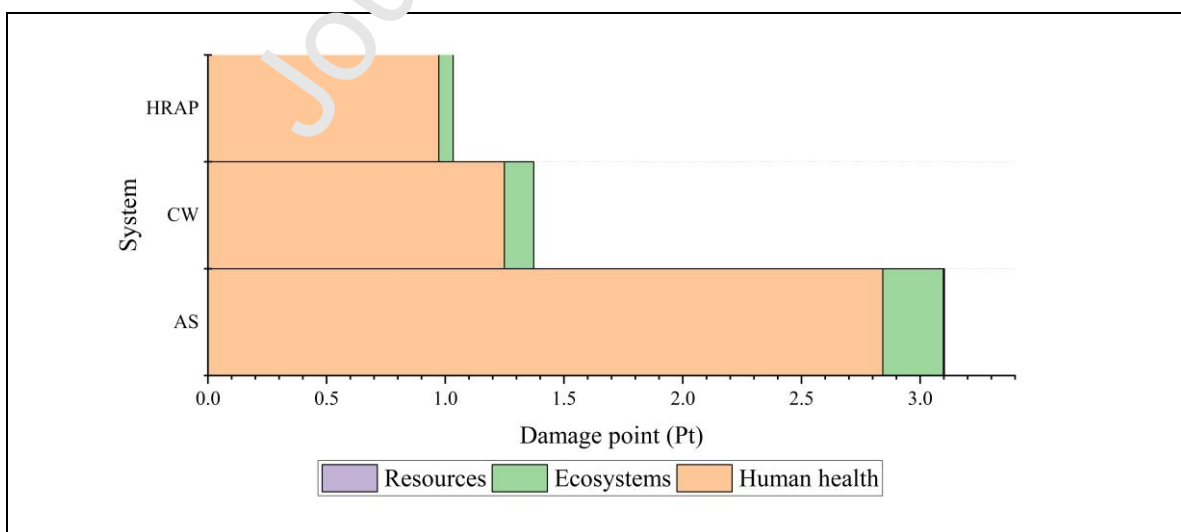 Jou
HRAP
CW
AS
System
0.0 0.5 1.0 1.5 2.0 2.5 3.0
Damage point (Pt)
Resources Ecosystems Human health